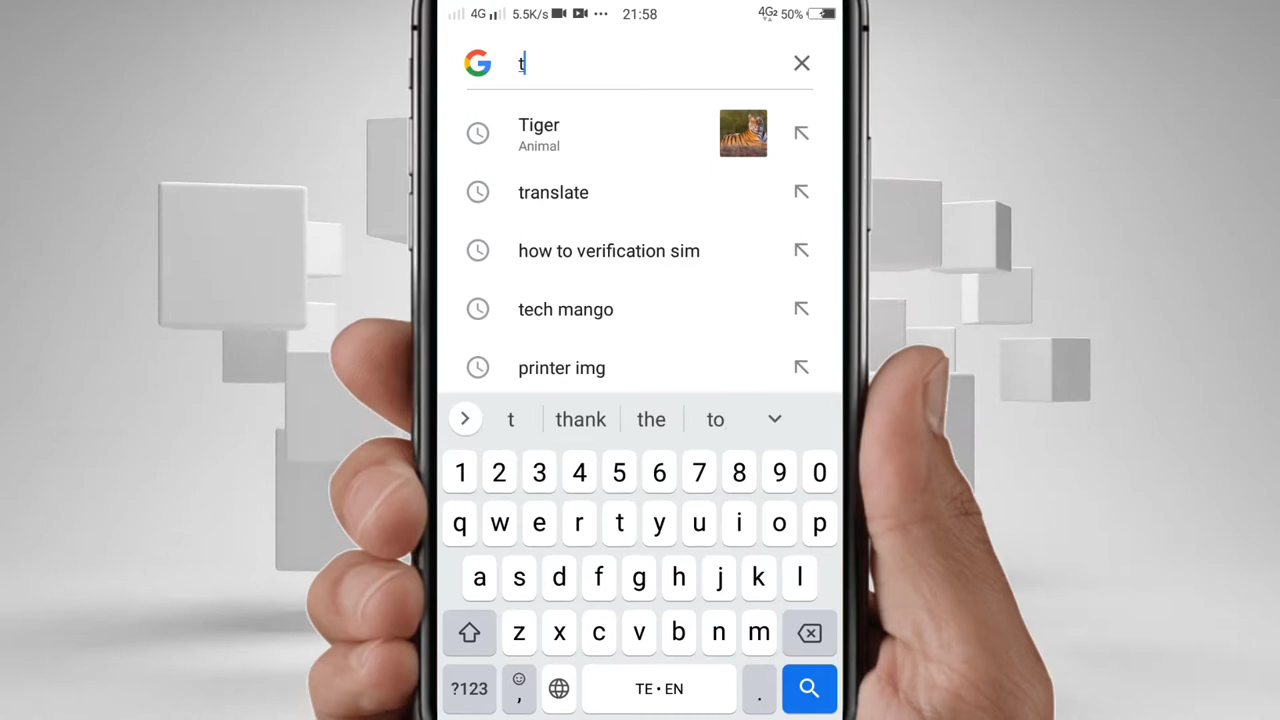 4G 5.5K/s ... 21:58 4G2 50%
t
Tiger
Animal
translate
how to verification sim
tech mango
printer img
t thank the to
1 2 3 4 5 6 7 8 9 0
q w e r t y u i o p
a s d f g h j k l
z x c v b n m
?123 , TE • EN .